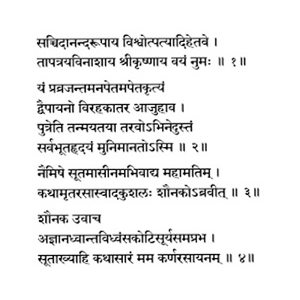 सच्चिदानन्दरूपाय विश्वोत्पत्यादिहेतवे ।
तापत्रयविनाशाय श्रीकृष्णाय वयं नुमः ॥ १॥
यं प्रव्रजन्तमनपेतमपेतकृत्यं
द्वैपायनो विरहकातर आजुहाव ।
पुत्रेति तन्मयतया तरवोऽभिनेदुस्तं
सर्वभूतहृदयं मुनिमानतोऽस्मि ॥ २॥
नैमिषे सूतमासीनमभिवाद्य महामतिम् ।
कथामृतरसास्वादकुशलः शौनकोऽब्रवीत् ॥ ३॥
शौनक उवाच
अज्ञानध्वान्तविध्वंसकोटिसूर्यसमप्रभ ।
सूताख्याहि कथासारं मम कर्णरसायनम् ॥ ४॥